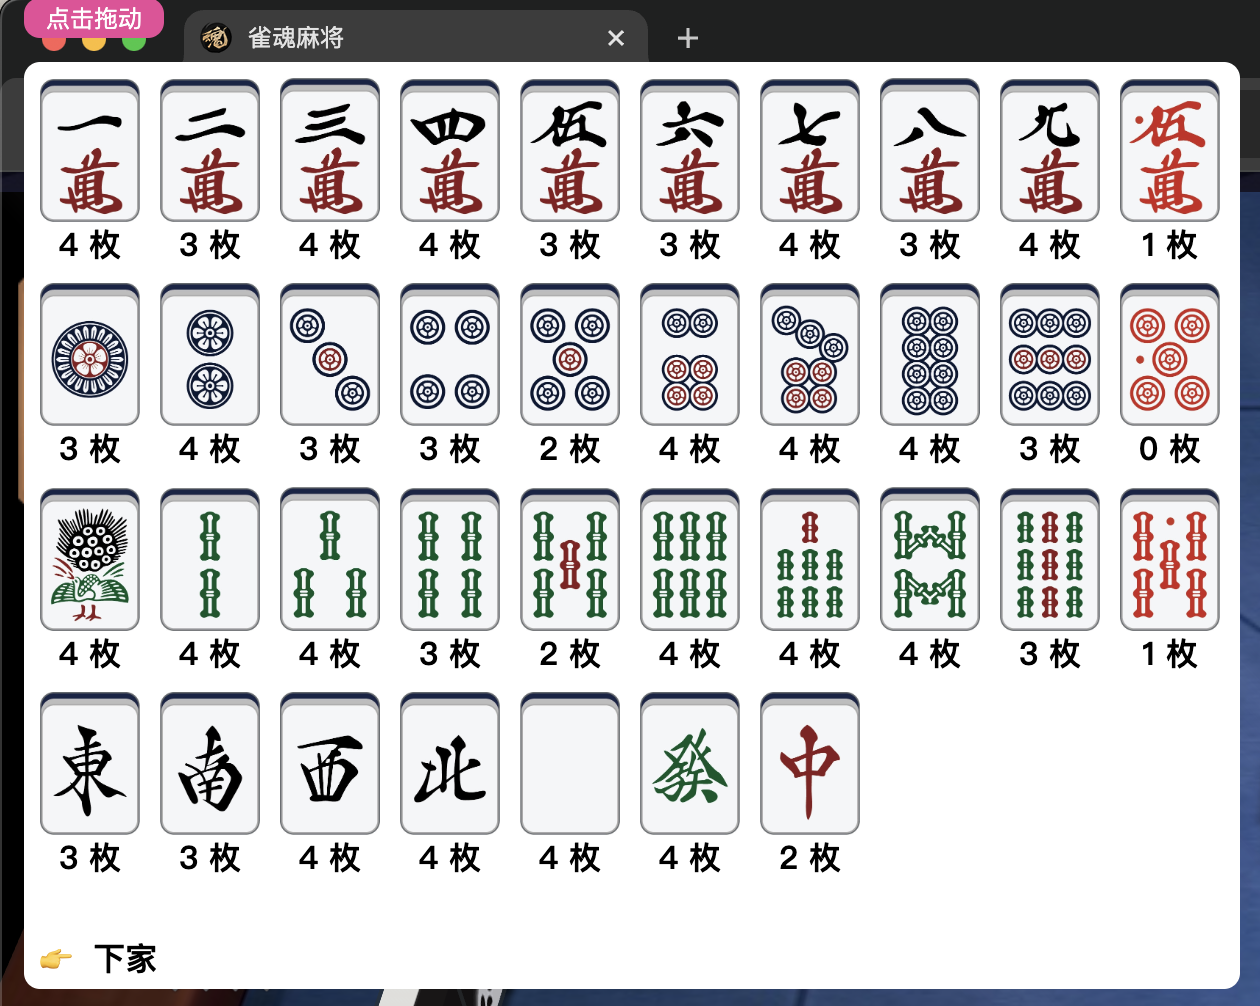 点击拖动
雀魂麻将
一萬 二萬 三萬 四萬 伍萬 六萬 七萬 八萬 九萬 伍萬
4 枚 3 枚 4 枚 4 枚 3 枚 3 枚 4 枚 3 枚 4 枚 1 枚
3 枚 4 枚 3 枚 3 枚 2 枚 4 枚 4 枚 4 枚 3 枚 0 枚
4 枚 4 枚 4 枚 3 枚 2 枚 4 枚 4 枚 4 枚 3 枚 1 枚
東 南 西 北 發 中
3 枚 3 枚 4 枚 4 枚 4 枚 4 枚 2 枚
👉 下家